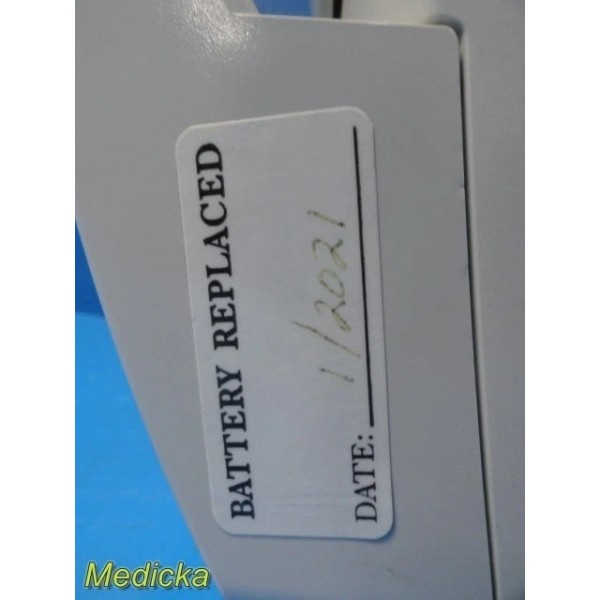 BATTERY REPLACED
DATE: 1/2021
Medicka